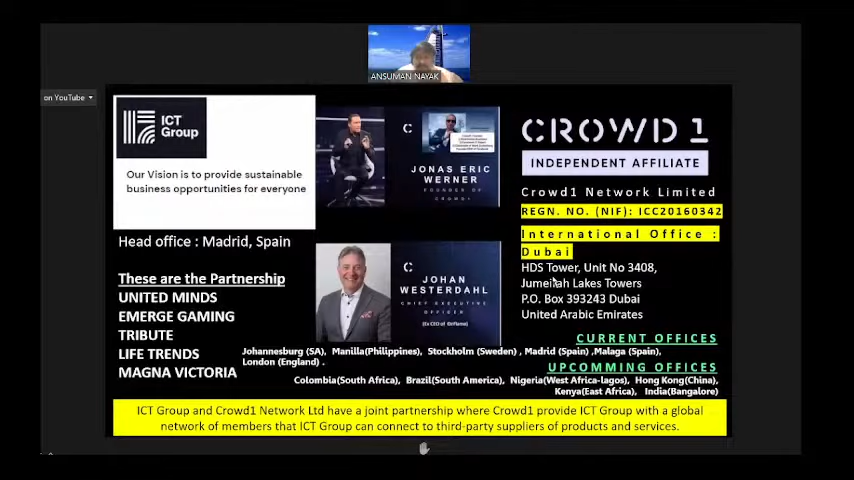 ANSUMAN NAYAK
on YouTube
ICT
Group
Our Vision is to provide sustainable
business opportunities for everyone
Head office : Madrid, Spain
These are the Partnership
UNITED MINDS
EMERGE GAMING
TRIBUTE
LIFE TRENDS
MAGNA VICTORIA
C
JONAS ERIC
WERNER
FOUNDER OF
CROWD1
C
JOHAN
WESTERDAHL
CHIEF EXECUTIVE
OFFICER
(Ex CEO of Oriflame)
CROWD1
INDEPENDENT AFFILIATE
Crowd1 Network Limited
REGN. NO. (NIF): ICC20160342
International Office :
Dubai
HDS Tower, Unit No 3408,
Jumeirah Lakes Towers
P.O. Box 393243 Dubai
United Arab Emirates
CURRENT OFFICES
Johannesburg (SA), Manilla(Philippines), Stockholm (Sweden) , Madrid (Spain) ,Malaga (Spain),
London (England) .
UPCOMMING OFFICES
Colombia(South Africa), Brazil(South America), Nigeria(West Africa-lagos), Hong Kong(China),
Kenya(East Africa), India(Bangalore)
ICT Group and Crowd1 Network Ltd have a joint partnership where Crowd1 provide ICT Group with a global
network of members that ICT Group can connect to third-party suppliers of products and services.